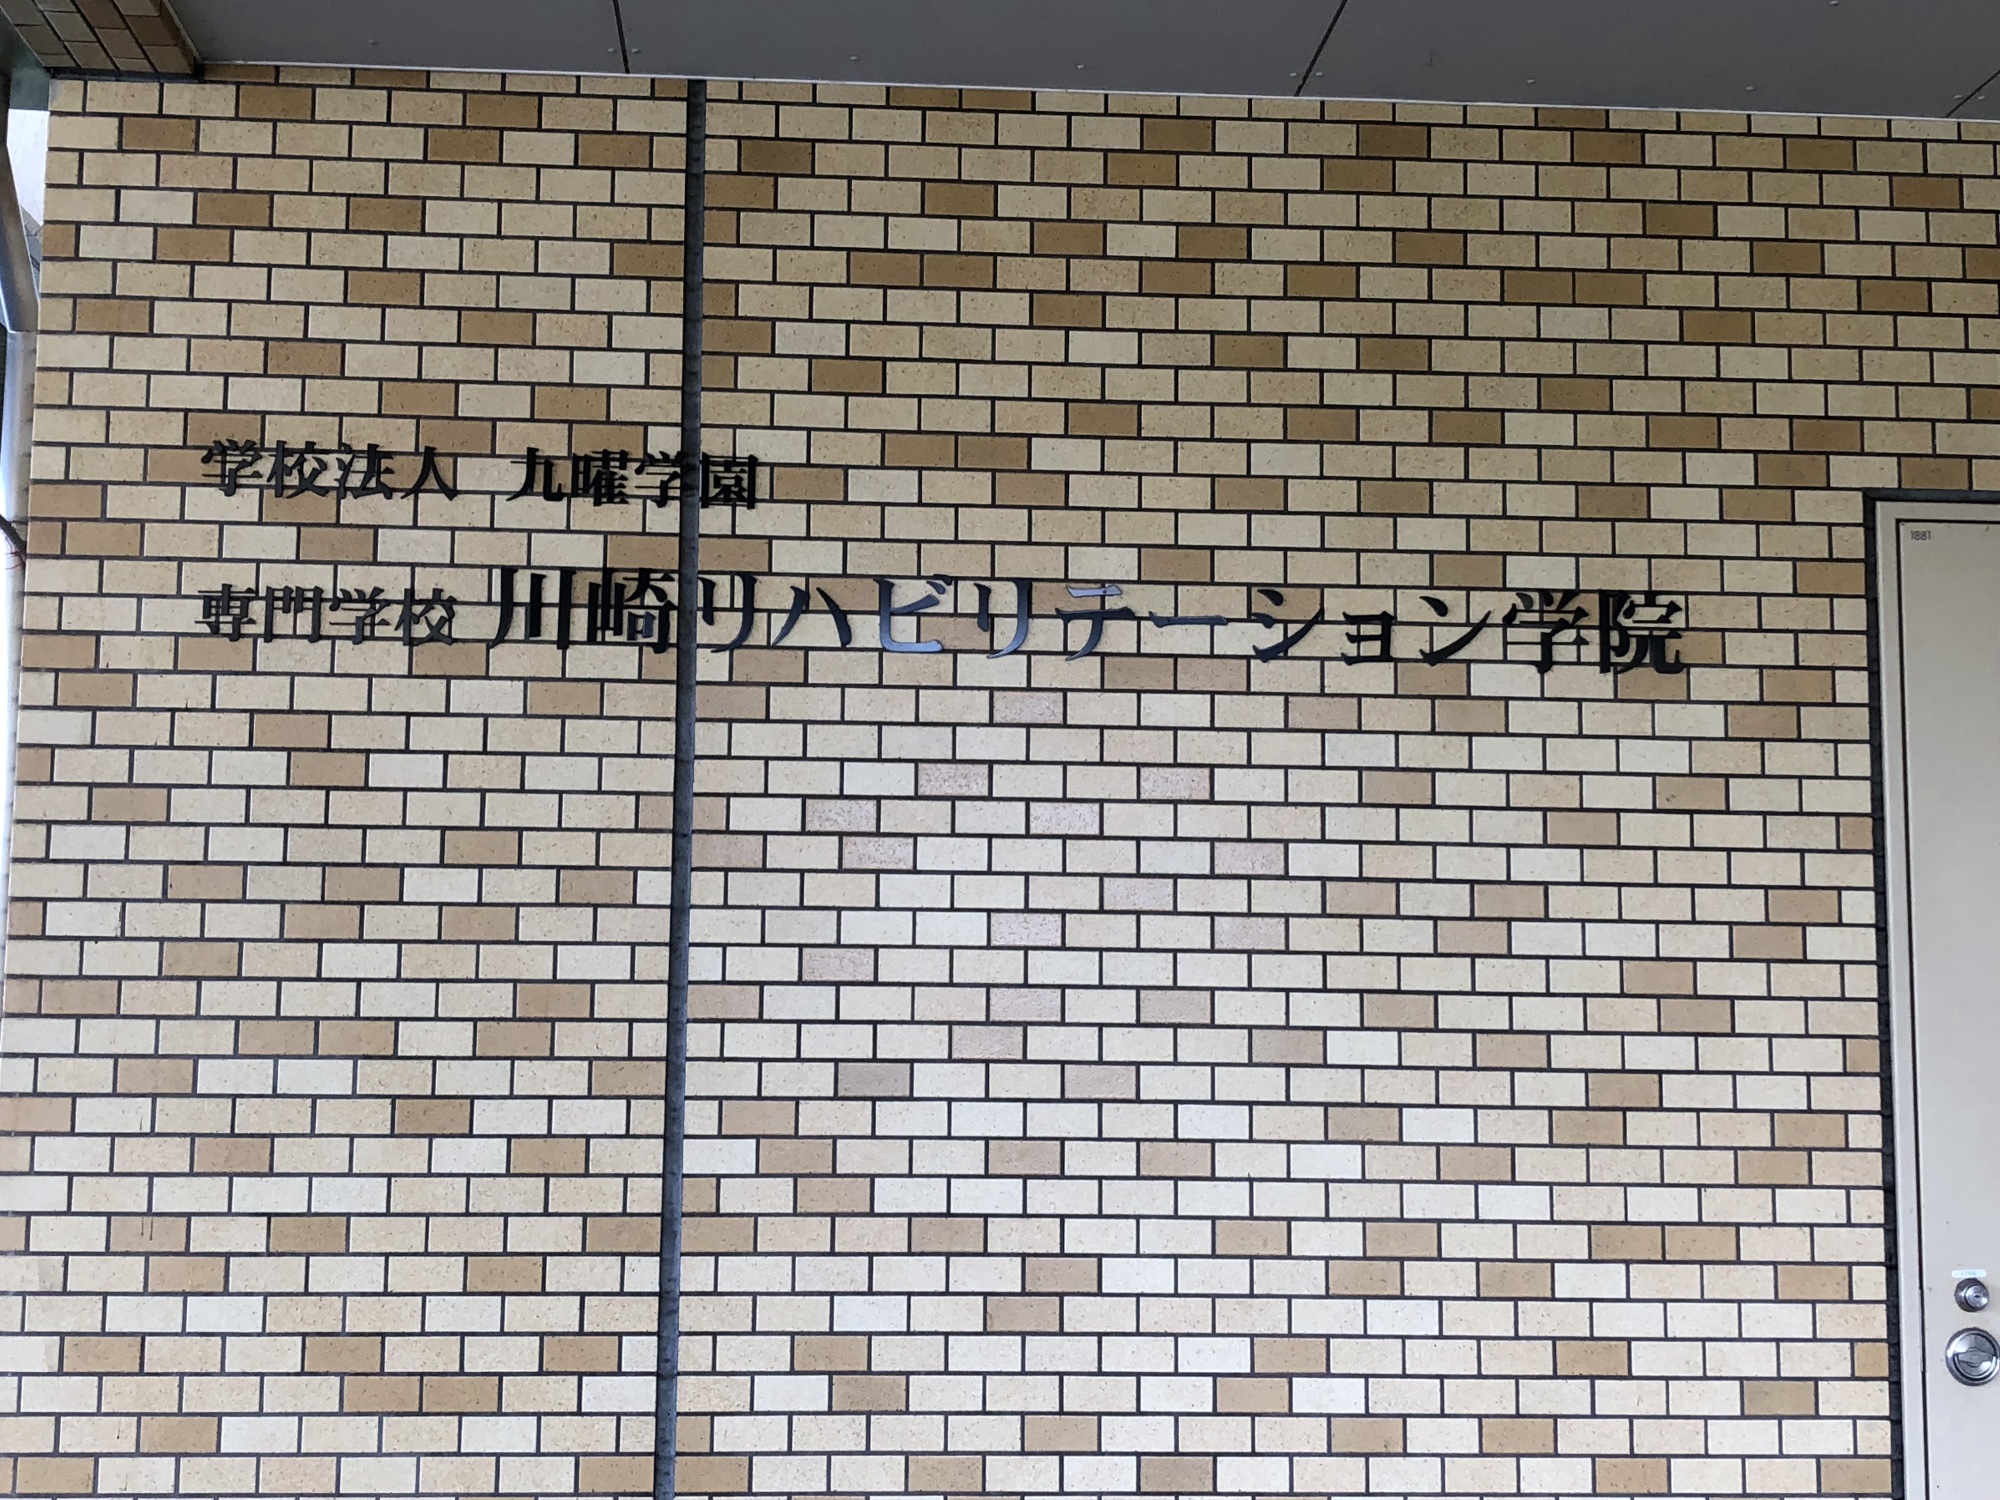 学校法人 九曜学園
専門学校 川崎リハビリテーション学院
1881